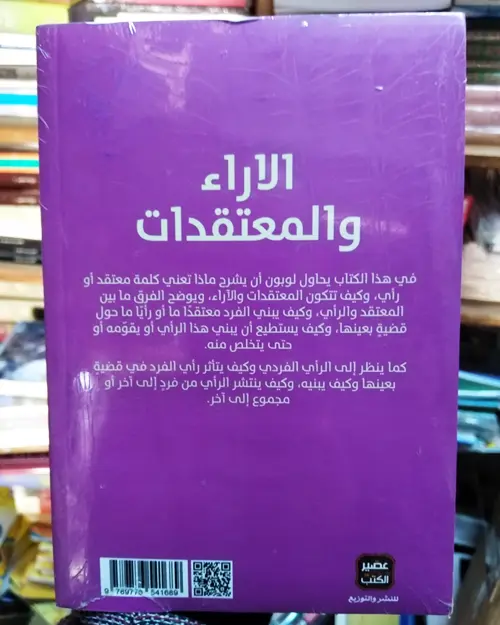 الاراء
والمعتقدات
في هذا الكتاب يحاول لوبون أن يشرح ماذا تعني كلمة معتقد أو
رأي، وكيف تتكون المعتقدات والآراء، ويوضح الفرق ما بين
المعتقد والرأي، وكيف يبني الفرد معتقدًا ما أو رأيًا ما حول
قضيةٍ بعينها، وكيف يستطيع أن يبني هذا الرأي أو يقوّمه أو
حتى يتخلص منه.
كما ينظر إلى الرأي الفردي وكيف يتأثر رأي الفرد في قضيةٍ
بعينها وكيف يبنيه، وكيف ينتشر الرأي من فردٍ إلى آخر أو
مجموع إلى آخر.
9 789776 541689
عصير
الكتب
للنشر والتوزيع